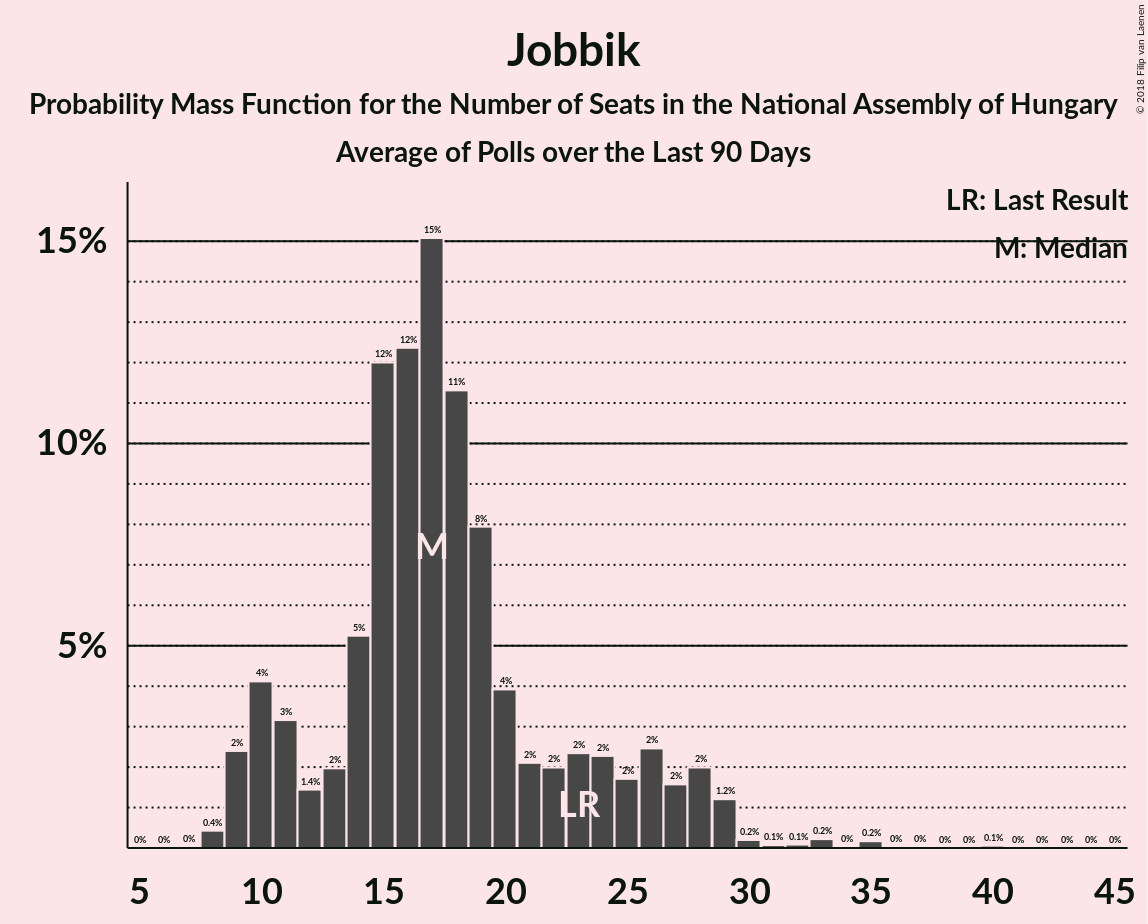 Jobbik
Probability Mass Function for the Number of Seats in the National Assembly of Hungary
Average of Polls over the Last 90 Days
© 2018 Filip van Laenen
LR: Last Result
M: Median
15%
10%
5%
0% 0% 0% 0.4% 2% 4% 3% 1.4% 2% 5% 12% 12% 15% 11% 8% 4% 2% 2% 2% 2% 2% 2% 2% 2% 1.2% 0.2% 0.1% 0.1% 0.2% 0% 0.2% 0% 0% 0% 0% 0.1% 0% 0% 0% 0% 0%
M
LR
5 10 15 20 25 30 35 40 45